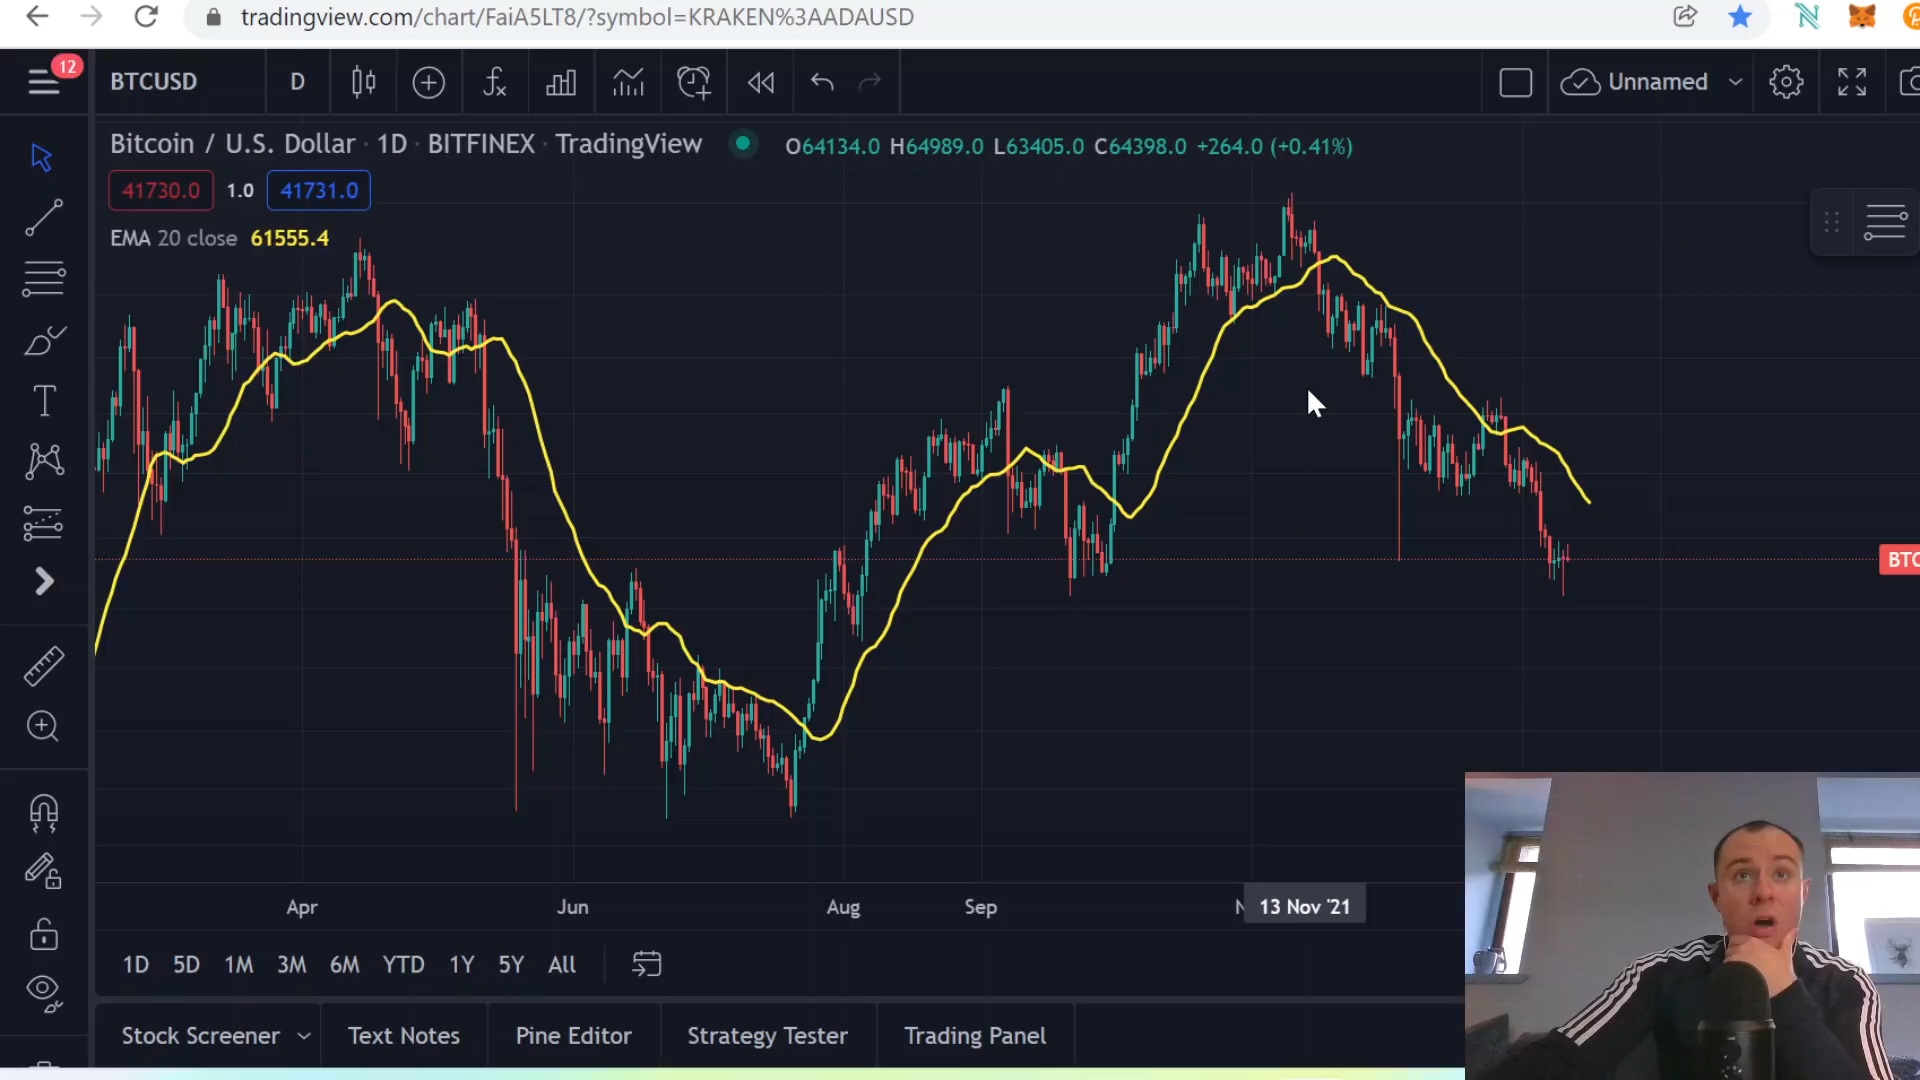 tradingview.com/chart/FaiA5LT8/?symbol=KRAKEN%3AADAUSD
12
BTCUSD
D
Unnamed
Bitcoin / U.S. Dollar · 1D · BITFINEX · TradingView
O64134.0 H64989.0 L63405.0 C64398.0 +264.0 (+0.41%)
41730.0 1.0 41731.0
EMA 20 close 61555.4
BTC
Apr Jun Aug Sep 13 Nov '21
1D 5D 1M 3M 6M YTD 1Y 5Y All
Stock Screener Text Notes Pine Editor Strategy Tester Trading Panel